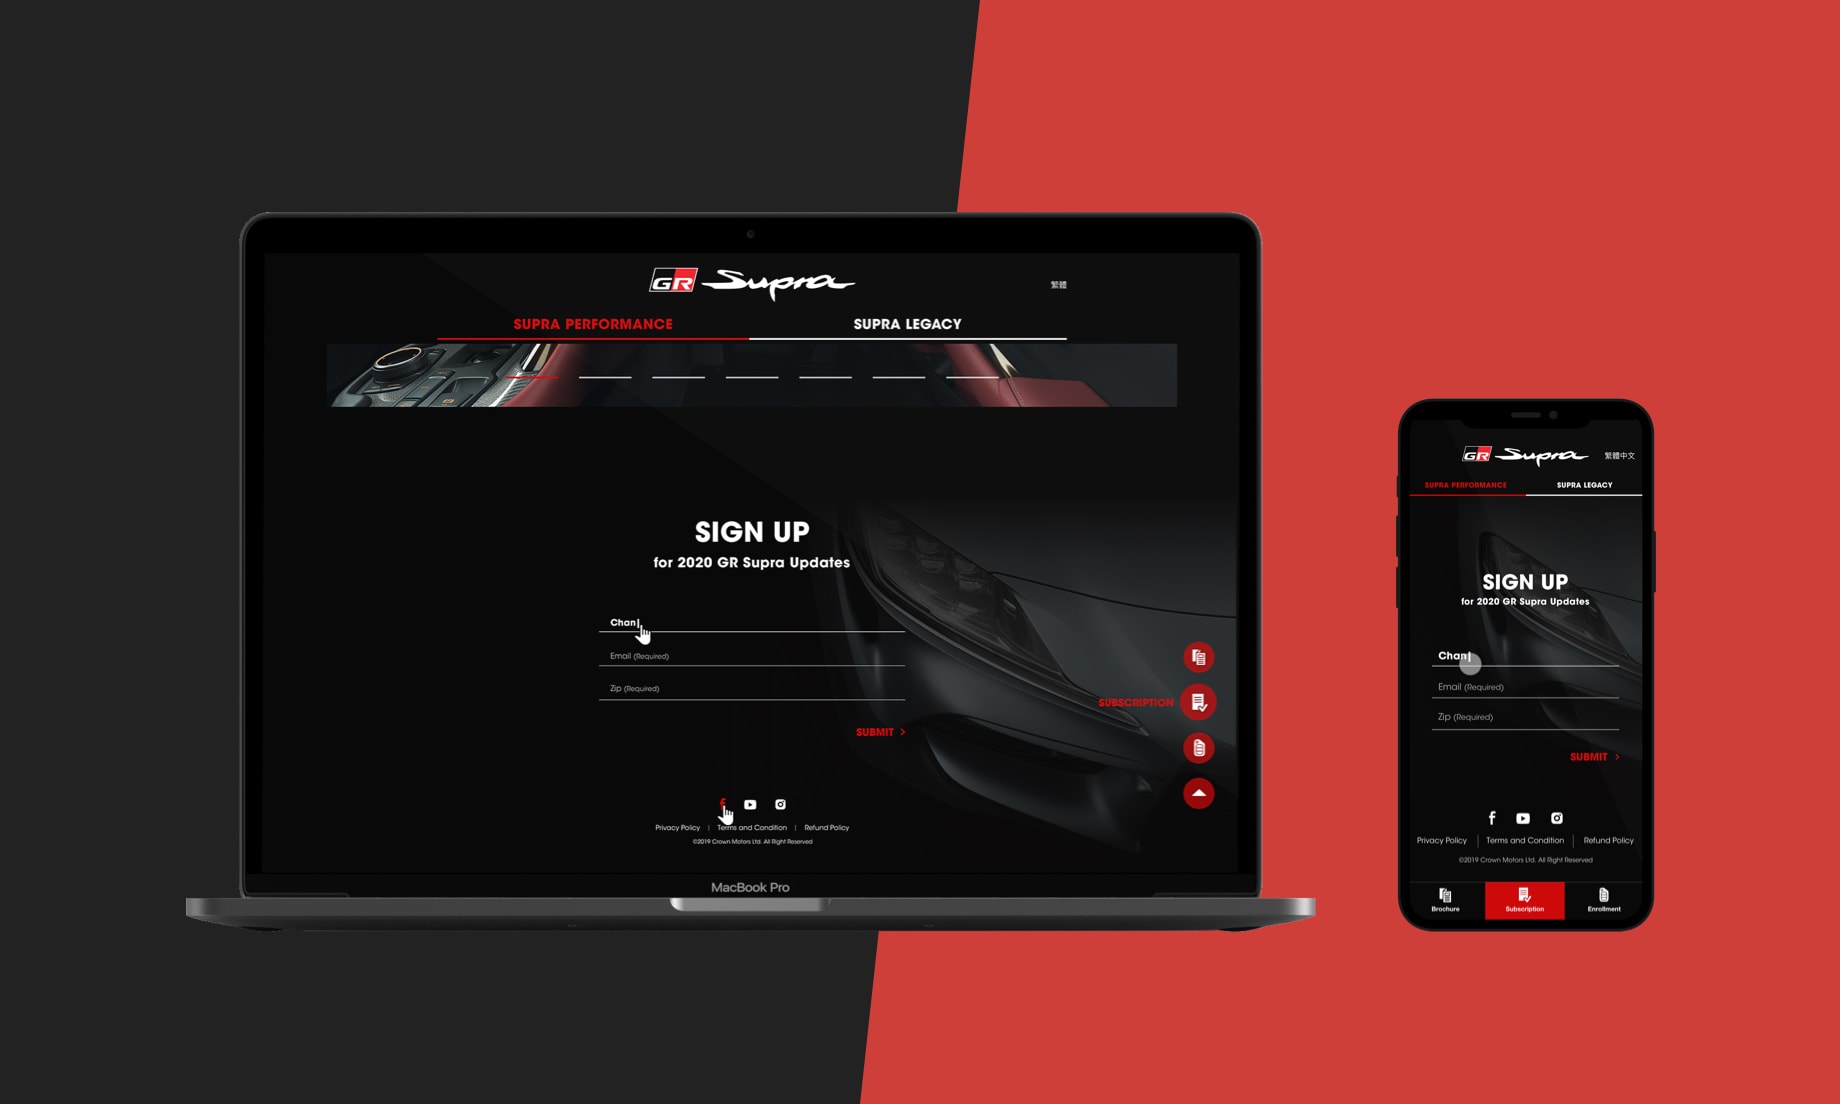 GR Supra
繁體
SUPRA PERFORMANCE
SUPRA LEGACY
SIGN UP
for 2020 GR Supra Updates
Chan
Email (Required)
Zip (Required)
SUBMIT >
SUBSCRIPTION
Privacy Policy | Terms and Condition | Refund Policy
©2019 Crown Motors Ltd. All Right Reserved
MacBook Pro
GR Supra
繁體中文
SUPRA PERFORMANCE
SUPRA LEGACY
SIGN UP
for 2020 GR Supra Updates
Chan
Email (Required)
Zip (Required)
SUBMIT >
Privacy Policy | Terms and Condition | Refund Policy
©2019 Crown Motors Ltd. All Right Reserved
Brochure
Subscription
Enrollment